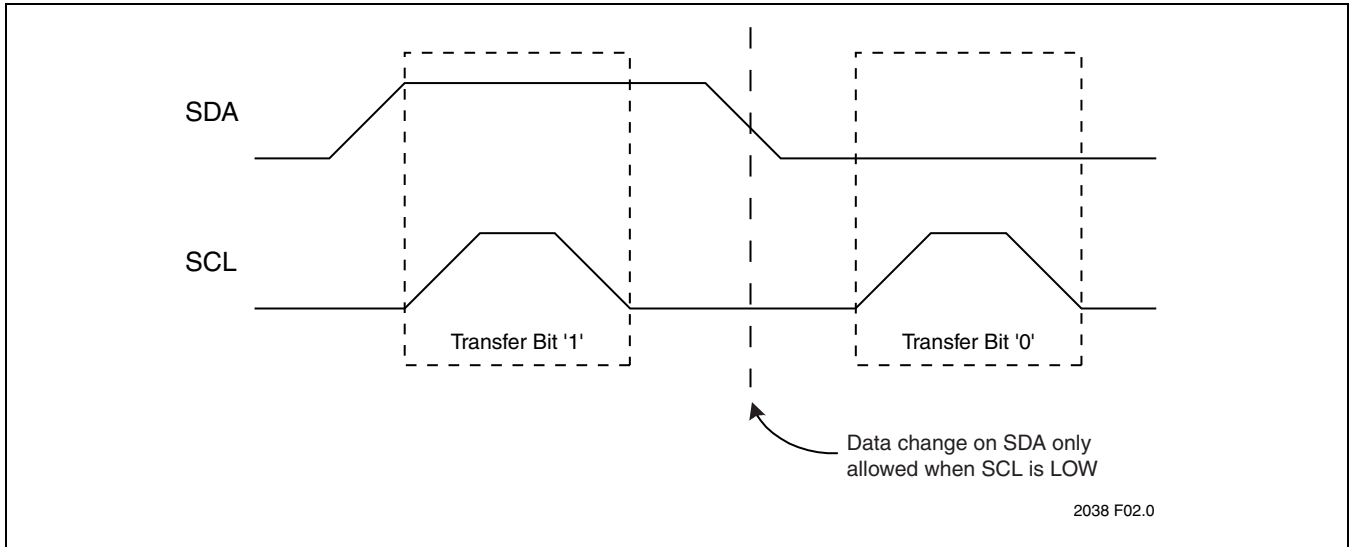 SDA
SCL
Transfer Bit '1'
Transfer Bit '0'
Data change on SDA only
allowed when SCL is LOW
2038 F02.0